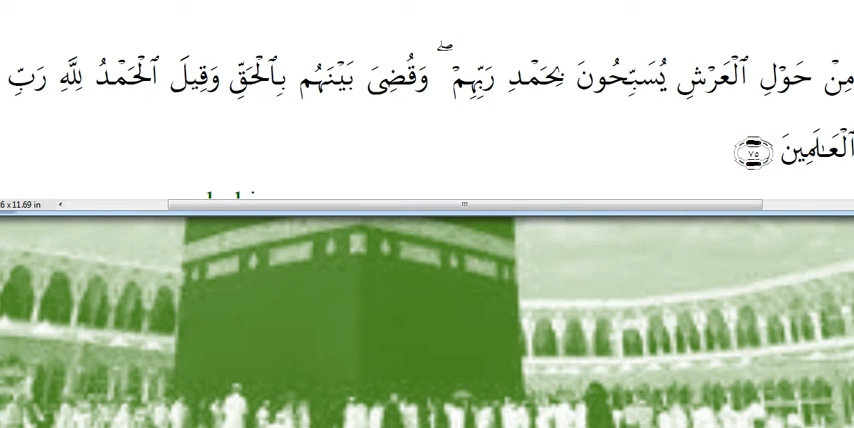 مِنْ حَوْلِ ٱلْعَرْشِ يُسَبِّحُونَ بِحَمْدِ رَبِّهِمْ ۖ وَقُضِىَ بَيْنَهُم بِٱلْحَقِّ وَقِيلَ ٱلْحَمْدُ لِلَّهِ رَبِّ
ٱلْعَـٰلَمِينَ ٧٥
6 x 11.69 in